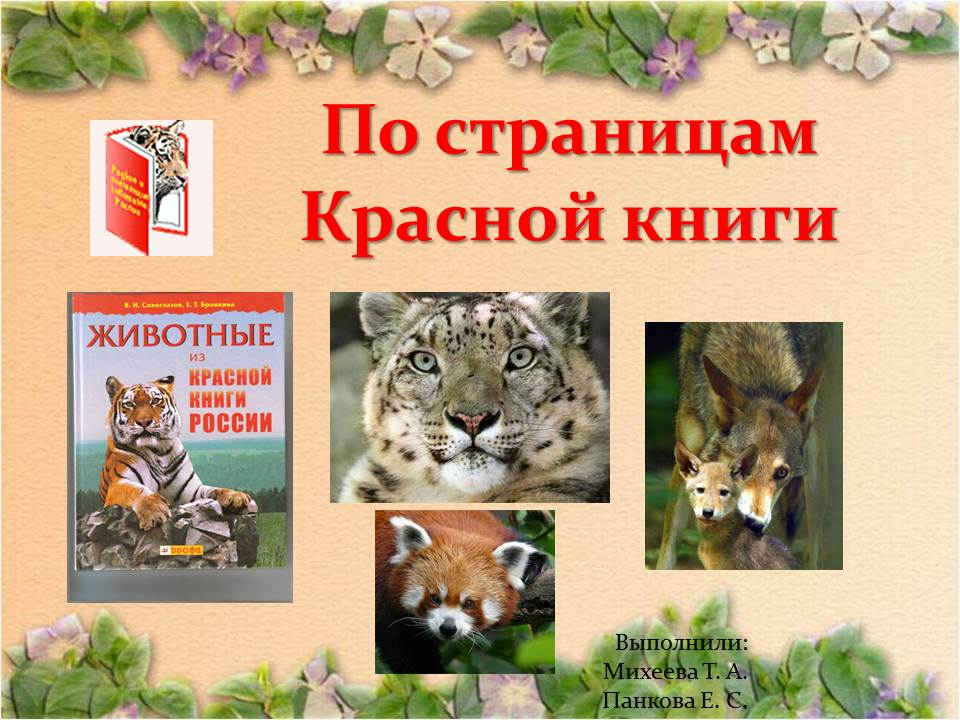 По страницам
Красной книги
В. И. Сивоглазов, Е. Т. Бровкина
ЖИВОТНЫЕ
ИЗ
КРАСНОЙ
КНИГИ
РОССИИ
дрофа
Выполнили:
Михеева Т. А.
Панкова Е. С.